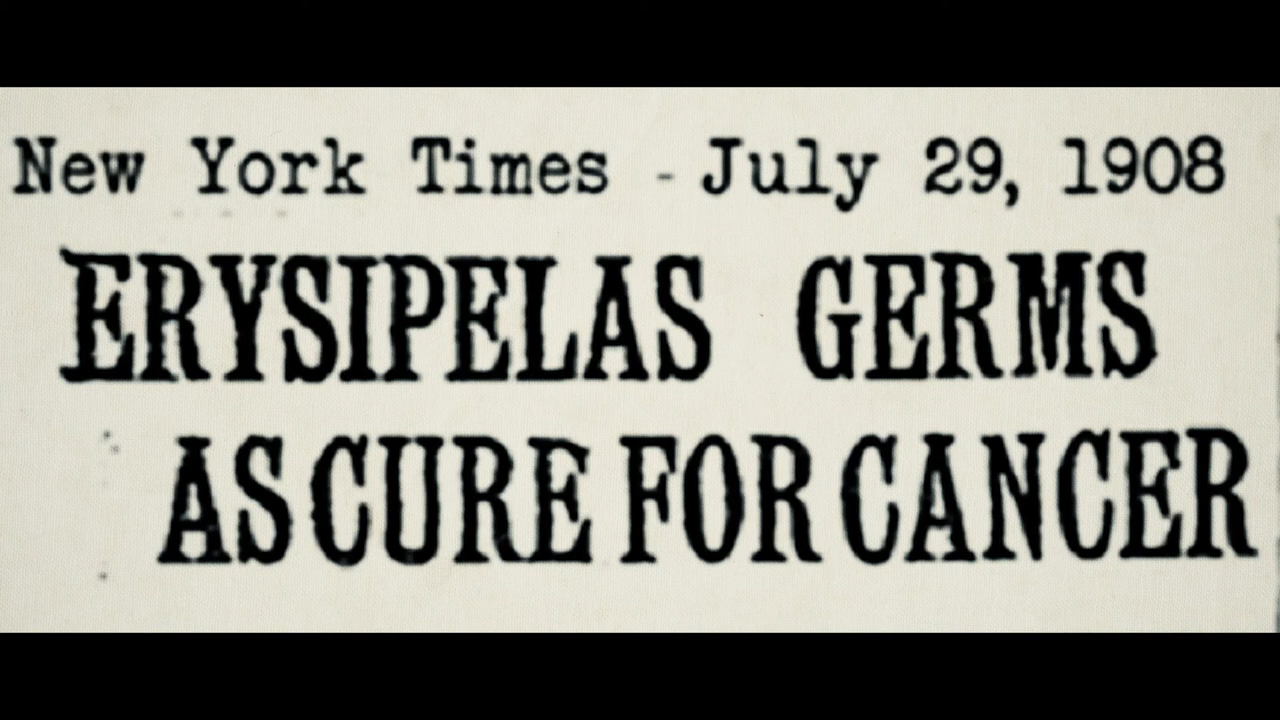 New York Times - July 29, 1908
ERYSIPELAS GERMS
AS CURE FOR CANCER